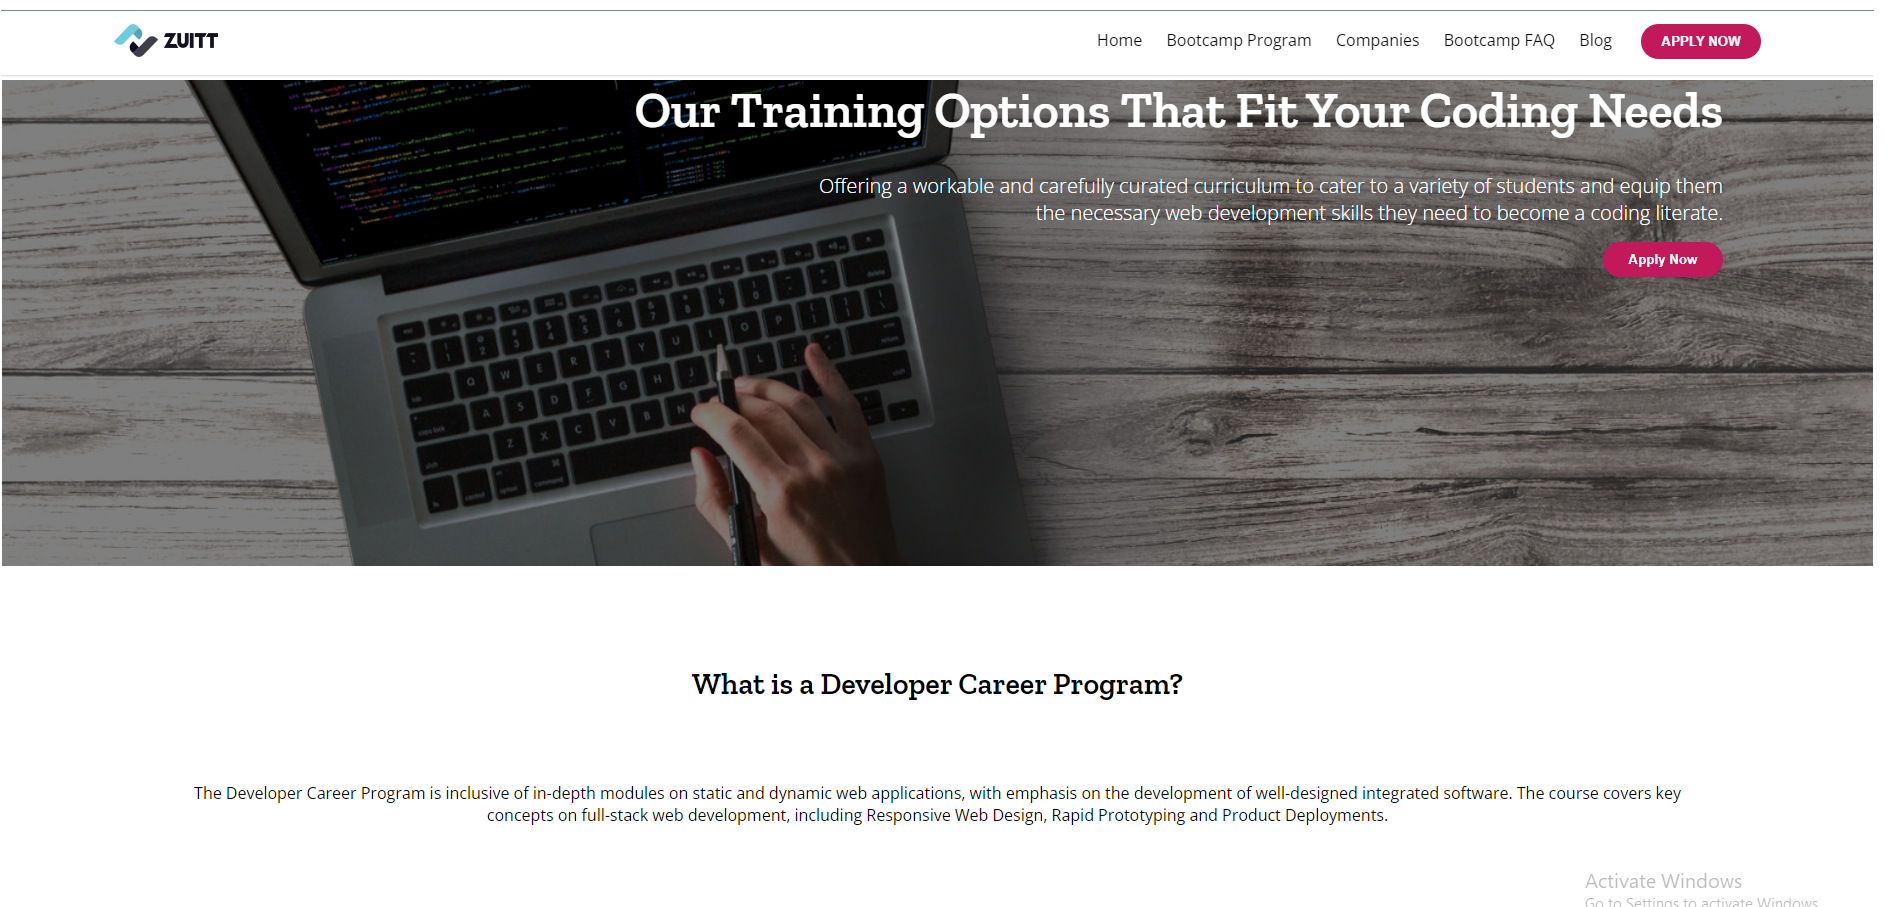 ZUITT
Home Bootcamp Program Companies Bootcamp FAQ Blog APPLY NOW
Our Training Options That Fit Your Coding Needs
Offering a workable and carefully curated curriculum to cater to a variety of students and equip them
the necessary web development skills they need to become a coding literate.
Apply Now
What is a Developer Career Program?
The Developer Career Program is inclusive of in-depth modules on static and dynamic web applications, with emphasis on the development of well-designed integrated software. The course covers key
concepts on full-stack web development, including Responsive Web Design, Rapid Prototyping and Product Deployments.
Activate Windows
Go to Settings to activate Windows